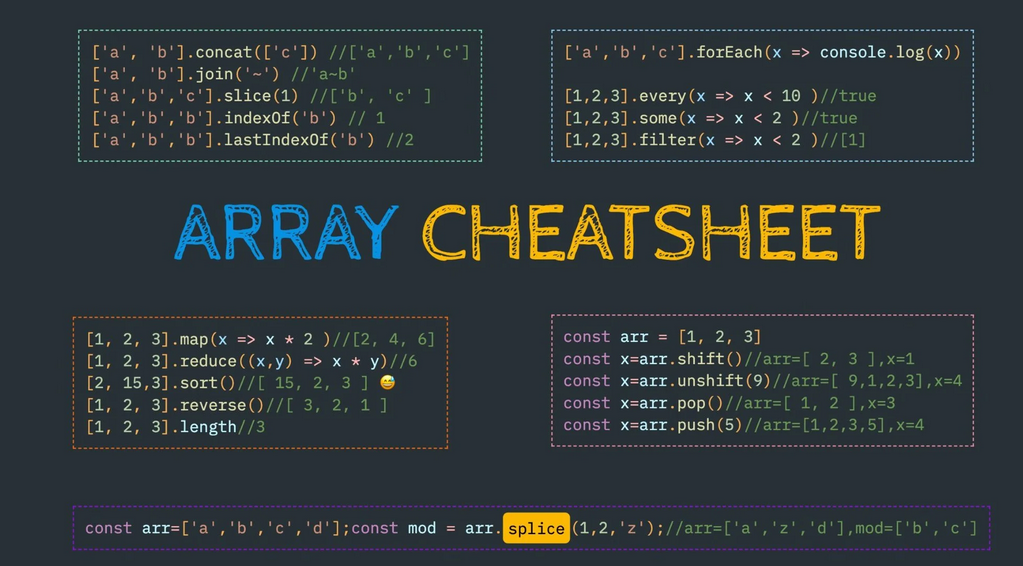 ['a', 'b'].concat(['c']) //['a','b','c']
['a', 'b'].join('~') //'a~b'
['a','b','c'].slice(1) //['b', 'c' ]
['a','b','b'].indexOf('b') // 1
['a','b','b'].lastIndexOf('b') //2
['a','b','c'].forEach(x => console.log(x))
[1,2,3].every(x => x < 10 )//true
[1,2,3].some(x => x < 2 )//true
[1,2,3].filter(x => x < 2 )//[1]
ARRAY CHEATSHEET
[1, 2, 3].map(x => x * 2 )//[2, 4, 6]
[1, 2, 3].reduce((x,y) => x * y)//6
[2, 15,3].sort()//[ 15, 2, 3 ] 😅
[1, 2, 3].reverse()//[ 3, 2, 1 ]
[1, 2, 3].length//3
const arr = [1, 2, 3]
const x=arr.shift()//arr=[ 2, 3 ],x=1
const x=arr.unshift(9)//arr=[ 9,1,2,3],x=4
const x=arr.pop()//arr=[ 1, 2 ],x=3
const x=arr.push(5)//arr=[1,2,3,5],x=4
const arr=['a','b','c','d'];const mod = arr.splice(1,2,'z');//arr=['a','z','d'],mod=['b','c']